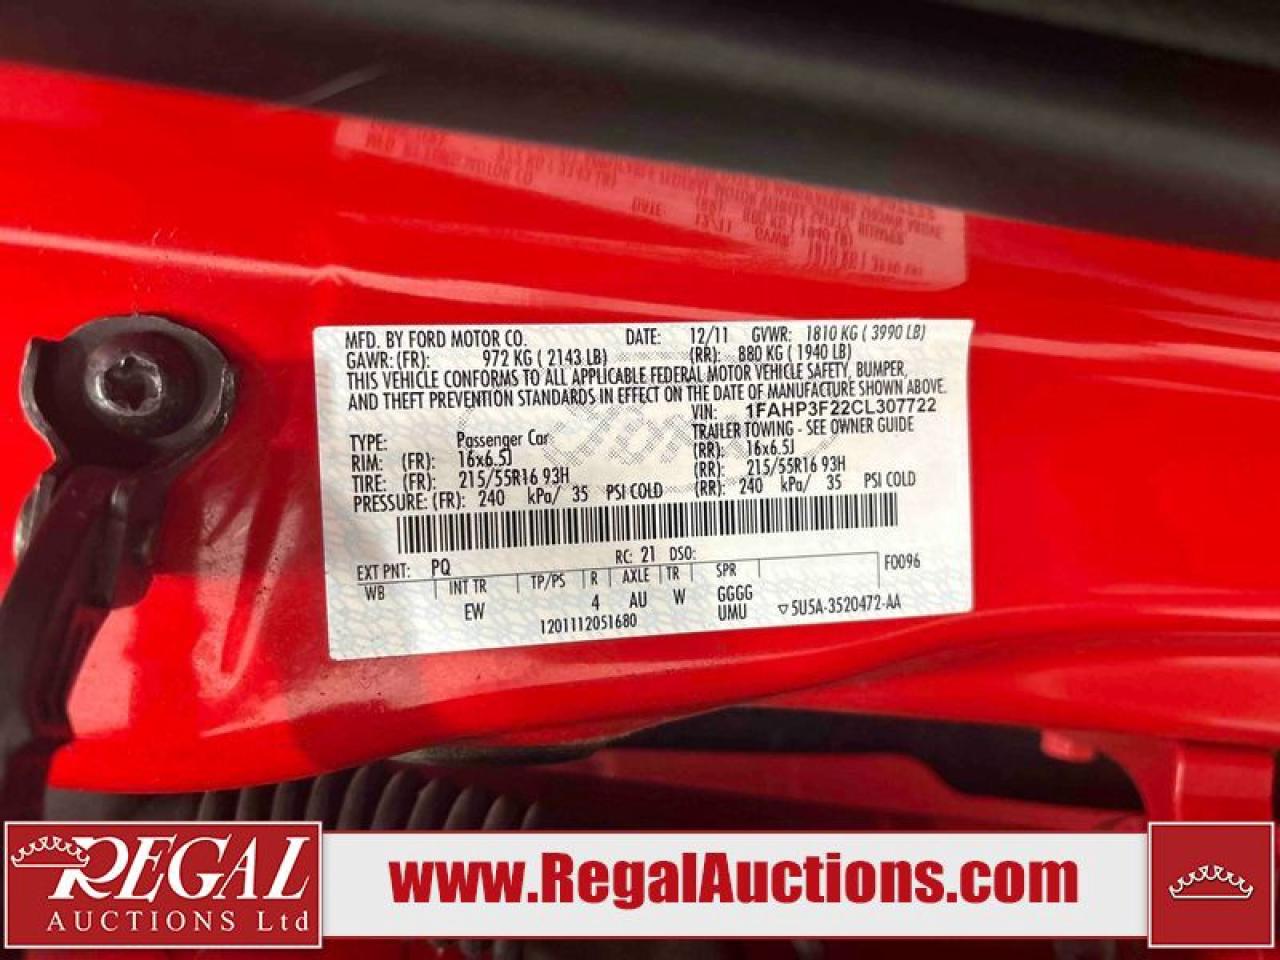 MFD. BY FORD MOTOR CO. DATE: 12/11 GVWR: 1810 KG ( 3990 LB)
GAWR: (FR): 972 KG ( 2143 LB) (RR): 880 KG ( 1940 LB)
THIS VEHICLE CONFORMS TO ALL APPLICABLE FEDERAL MOTOR VEHICLE SAFETY, BUMPER,
AND THEFT PREVENTION STANDARDS IN EFFECT ON THE DATE OF MANUFACTURE SHOWN ABOVE.
VIN: 1FAHP3F22CL307722
TYPE: Passenger Car TRAILER TOWING - SEE OWNER GUIDE
RIM: (FR): 16x6.5J (RR): 16x6.5J
TIRE: (FR): 215/55R16 93H (RR): 215/55R16 93H
PRESSURE: (FR): 240 kPa/ 35 PSI COLD (RR): 240 kPa/ 35 PSI COLD
EXT PNT: PQ RC: 21 DSO: F0096
WB INT TR TP/PS R AXLE TR SPR
EW 4 AU W GGGG
1201112051680 UMU ▽5U5A-3520472-AA
REGAL
AUCTIONS Ltd
www.RegalAuctions.com